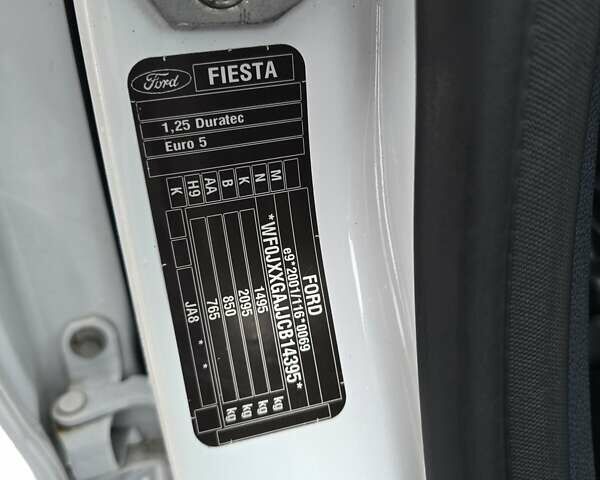 Ford FIESTA
1,25 Duratec
Euro 5
K H9 AA B K N M
FORD
e9*2001/116*0069
*WF0JXXGAJJCB14395*
1495 kg
2095 kg
850 kg
765 kg
JA8 * *